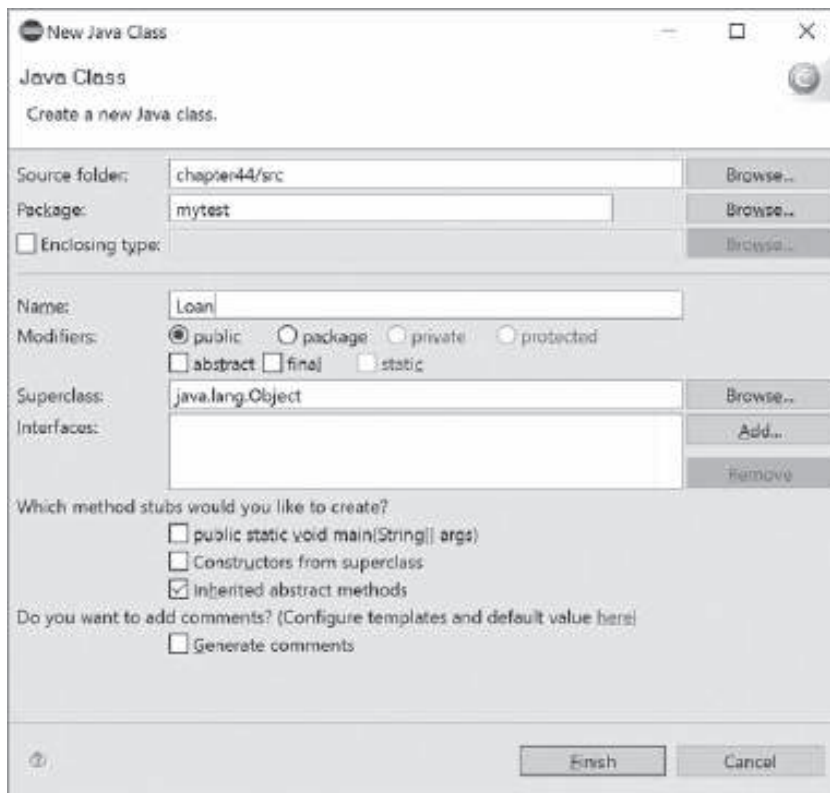 New Java Class
Java Class
Create a new Java class.
Source folder: chapter44/src Browse...
Package: mytest Browse...
Enclosing type: Browse...
Name: Loan
Modifiers: public package private protected
abstract final static
Superclass: java.lang.Object Browse...
Interfaces: Add...
Remove
Which method stubs would you like to create?
public static void main(String[] args)
Constructors from superclass
Inherited abstract methods
Do you want to add comments? (Configure templates and default value here)
Generate comments
Finish Cancel